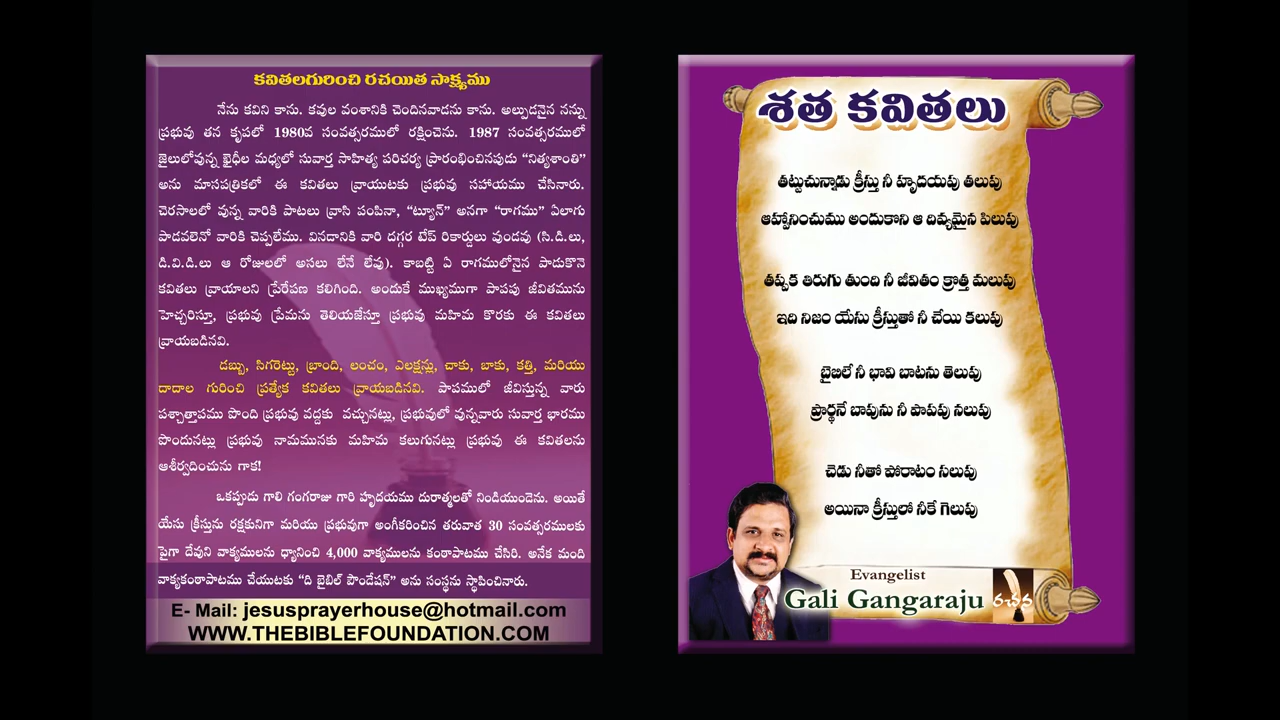 కవితలగురించి రచయిత సాక్ష్యము
నేను కవిని కాను. కవుల వంశానికి చెందినవాడను కాను. అల్పుడనైన నన్ను
ప్రభువు తన కృపలో 1980వ సంవత్సరములో రక్షించెను. 1987 సంవత్సరములో
జైలులోవున్న ఖైధీల మధ్యలో సువార్త సాహిత్య పరిచర్య ప్రారంభించినపుడు “నిత్యశాంతి”
అను మాసపత్రికలో ఈ కవితలు వ్రాయుటకు ప్రభువు సహాయము చేసినారు.
చెరసాలలో వున్న వారికి పాటలు వ్రాసి పంపినా, “ట్యూన్” అనగా “రాగము” ఏలాగు
పాడవలెనో వారికి చెప్పలేము. వినడానికి వారి దగ్గర టేప్ రికార్డులు వుండవు (సి.డి.లు,
డి.వి.డి.లు ఆ రోజులలో అసలు లేనే లేవు). కాబట్టి ఏ రాగములోనైన పాడుకొనె
కవితలు వ్రాయాలని ప్రేరేపణ కలిగింది. అందుకే ముఖ్యముగా పాపపు జీవితమును
హెచ్చరిస్తూ, ప్రభువు ప్రేమను తెలియజేస్తూ ప్రభువు మహిమ కొరకు ఈ కవితలు
వ్రాయబడినవి.
డబ్బు, సిగరెట్టు, బ్రాంది, లంచం, ఎలక్షన్లు, చాకు, బాకు, కత్తి, మరియు
దాదాల గురించి ప్రత్యేక కవితలు వ్రాయబడినవి. పాపములో జీవిస్తున్న వారు
పశ్చాత్తాపము పొంది ప్రభువు వద్దకు వచ్చునట్లు, ప్రభువులో వున్నవారు సువార్త భారము
పొందునట్లు ప్రభువు నామమునకు మహిమ కలుగునట్లు ప్రభువు ఈ కవితలను
ఆశీర్వదించును గాక!
ఒకప్పుడు గాలి గంగరాజు గారి హృదయము దురాత్మలతో నిండియుండెను. అయితే
యేసు క్రీస్తును రక్షకునిగా మరియు ప్రభువుగా అంగీకరించిన తరువాత 30 సంవత్సరములకు
పైగా దేవుని వాక్యములను ధ్యానించి 4,000 వాక్యములను కంఠాపాటము చేసిరి. అనేక మంది
వాక్యకంఠాపాటము చేయుటకు “ది బైబిల్ ఫౌండేషన్” అను సంస్థను స్థాపించినారు.
E- Mail: jesusprayerhouse@hotmail.com
WWW.THEBIBLEFOUNDATION.COM
శత కవితలు
తట్టుచున్నాడు క్రీస్తు నీ హృదయపు తలుపు
ఆహ్వానించుము అందుకొని ఆ దివ్యమైన పిలుపు
తప్పక తిరుగు తుంది నీ జీవితం క్రొత్త మలుపు
ఇది నిజం యేసు క్రీస్తుతో నీ చేయి కలుపు
బైబిలే నీ భావి బాటను తెలుపు
ప్రార్థనే బాపును నీ పాపపు నలుపు
చెడు నీతో పోరాటం సలుపు
అయినా క్రీస్తులో నీకే గెలుపు
Evangelist
Gali Gangaraju రచన